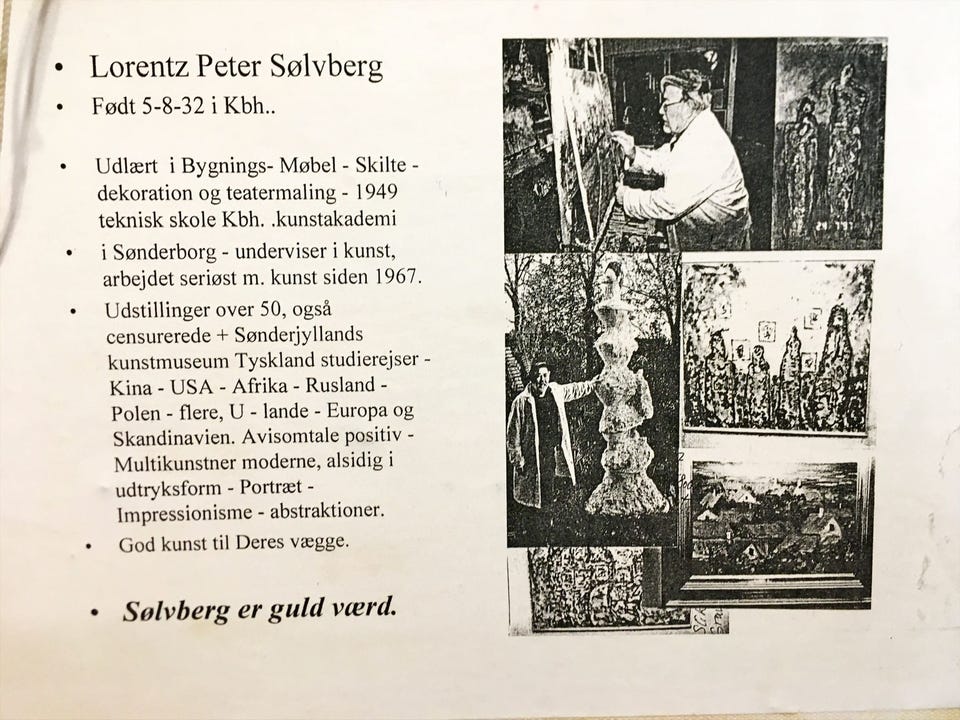 • Lorentz Peter Sølvberg
• Født 5-8-32 i Kbh..
• Udlært i Bygnings- Møbel - Skilte -
dekoration og teatermaling - 1949
teknisk skole Kbh. .kunstakademi
• i Sønderborg - underviser i kunst,
arbejdet seriøst m. kunst siden 1967.
• Udstillinger over 50, også
censurerede + Sønderjyllands
kunstmuseum Tyskland studierejser -
Kina - USA - Afrika - Rusland -
Polen - flere, U - lande - Europa og
Skandinavien. Avisomtale positiv -
Multikunstner moderne, alsidig i
udtryksform - Portræt -
Impressionisme - abstraktioner.
• God kunst til Deres vægge.
• Sølvberg er guld værd.